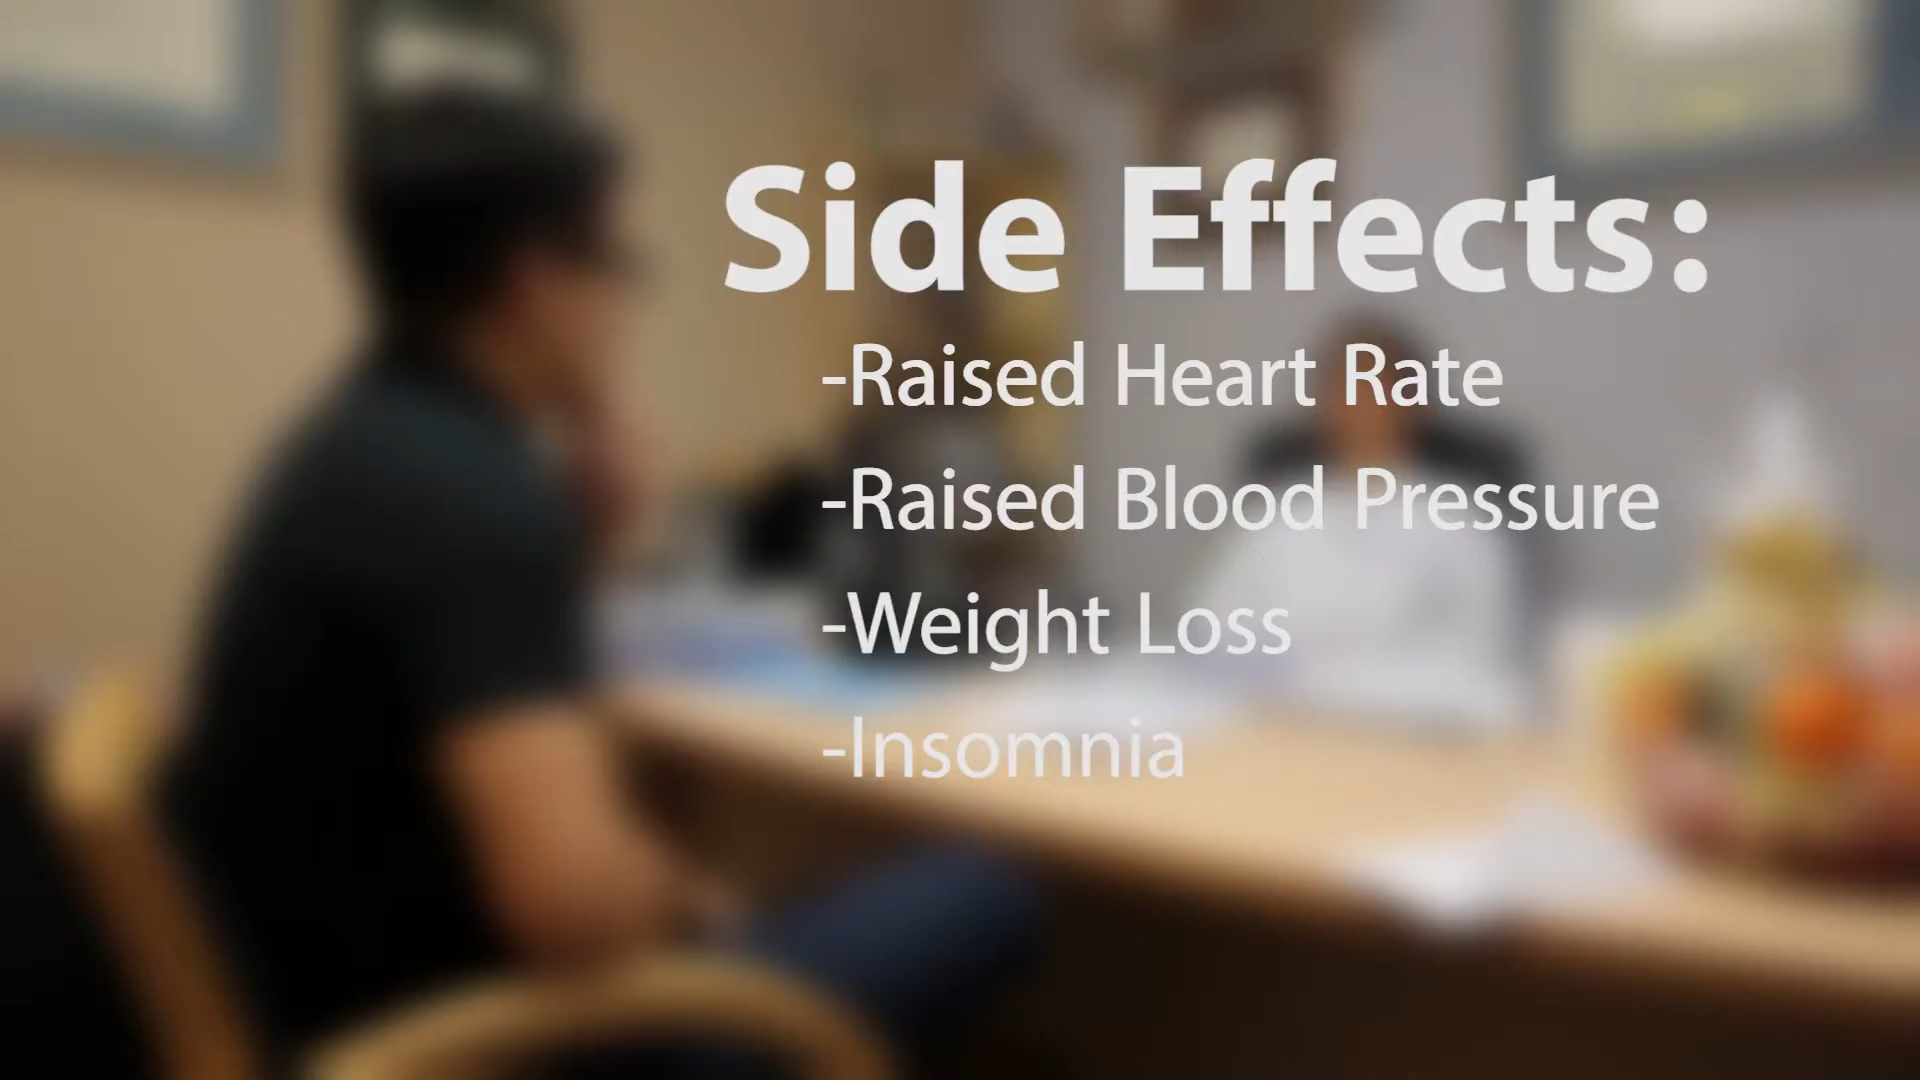 Side Effects:
-Raised Heart Rate
-Raised Blood Pressure
-Weight Loss
-Insomnia